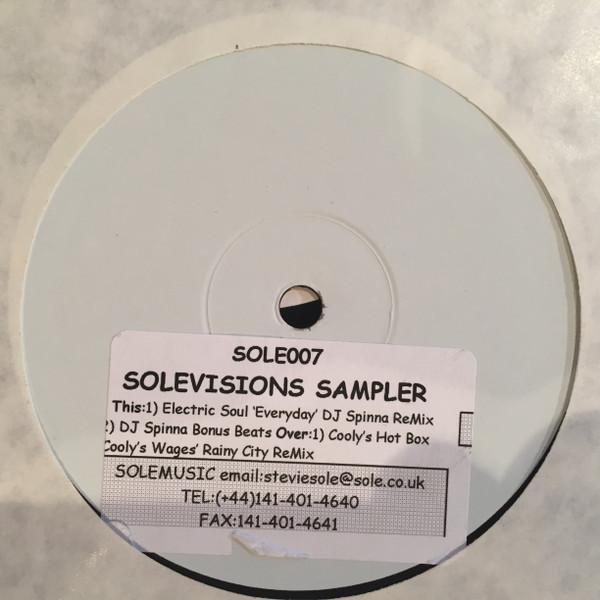 SOLE007
SOLEVISIONS SAMPLER
This:1) Electric Soul 'Everyday' DJ Spinna ReMix
2) DJ Spinna Bonus Beats Over:1) Cooly's Hot Box
Cooly's Wages' Rainy City ReMix
SOLEMUSIC email:steviesole@sole.co.uk
TEL:(+44)141-401-4640
FAX:141-401-4641